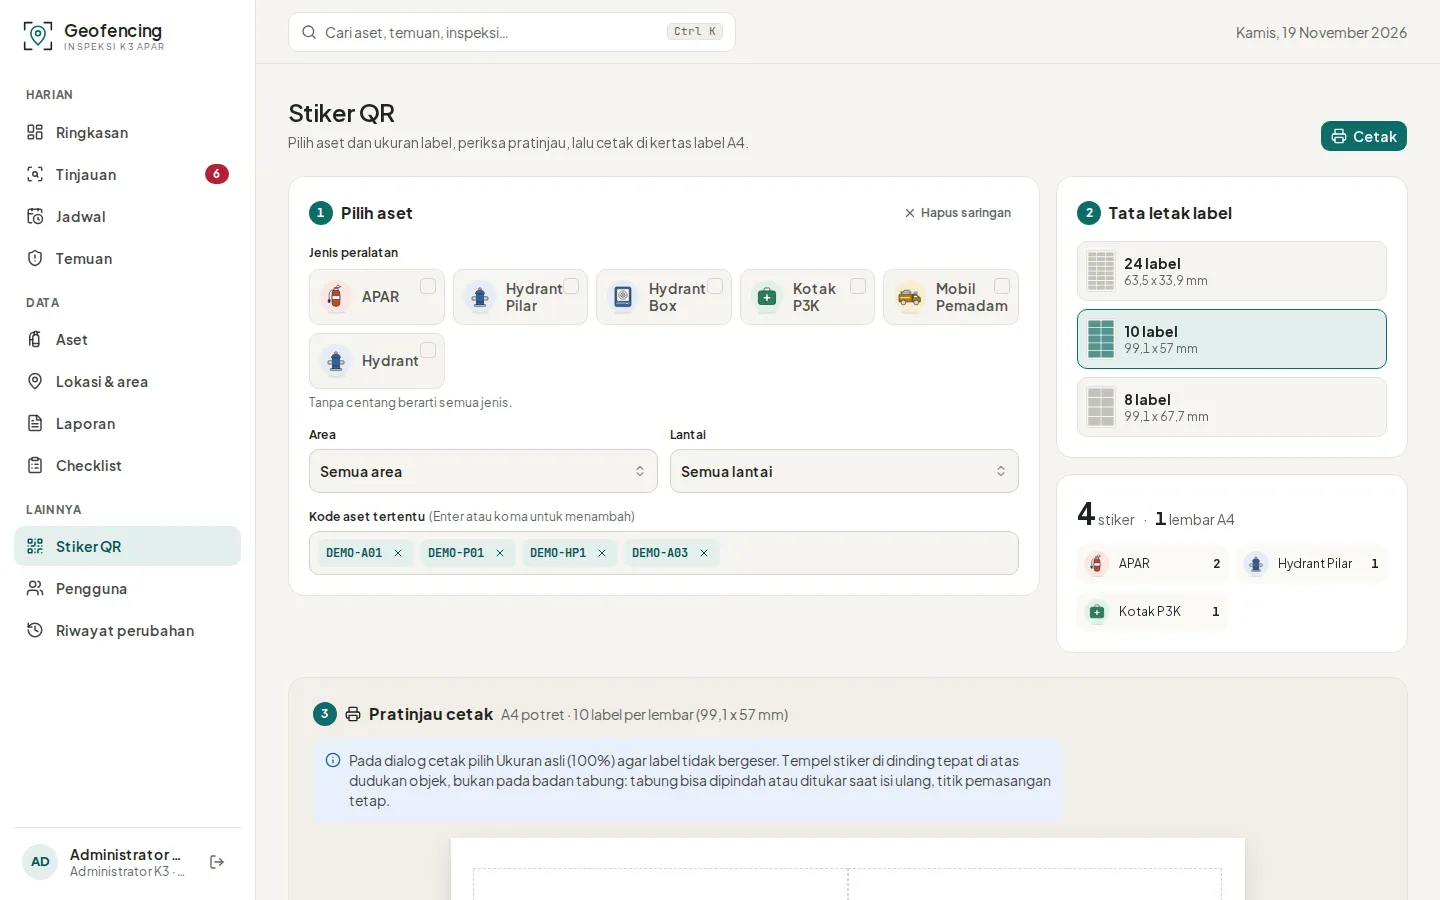 Geofencing
INSPEKSI K3 APAR
Cari aset, temuan, inspeksi...
Ctrl K
Kamis, 19 November 2026
HARIAN
Ringkasan
Tinjauan
6
Jadwal
Temuan
DATA
Aset
Lokasi & area
Laporan
Checklist
LAINNYA
Stiker QR
Pengguna
Riwayat perubahan
AD
Administrator ...
Administrator K3 · ...
Stiker QR
Pilih aset dan ukuran label, periksa pratinjau, lalu cetak di kertas label A4.
Cetak
1 Pilih aset
Hapus saringan
Jenis peralatan
APAR
Hydrant Pilar
Hydrant Box
Kotak P3K
Mobil Pemadam
Hydrant
Tanpa centang berarti semua jenis.
Area
Semua area
Lantai
Semua lantai
Kode aset tertentu (Enter atau koma untuk menambah)
DEMO-A01 × DEMO-P01 × DEMO-HP1 × DEMO-A03 ×
2 Tata letak label
24 label
63,5 x 33,9 mm
10 label
99,1 x 57 mm
8 label
99,1 x 67,7 mm
4 stiker · 1 lembar A4
APAR 2
Hydrant Pilar 1
Kotak P3K 1
3 Pratinjau cetak A4 potret · 10 label per lembar (99,1 x 57 mm)
Pada dialog cetak pilih Ukuran asli (100%) agar label tidak bergeser. Tempel stiker di dinding tepat di atas
dudukan objek, bukan pada badan tabung: tabung bisa dipindah atau ditukar saat isi ulang, titik pemasangan
tetap.